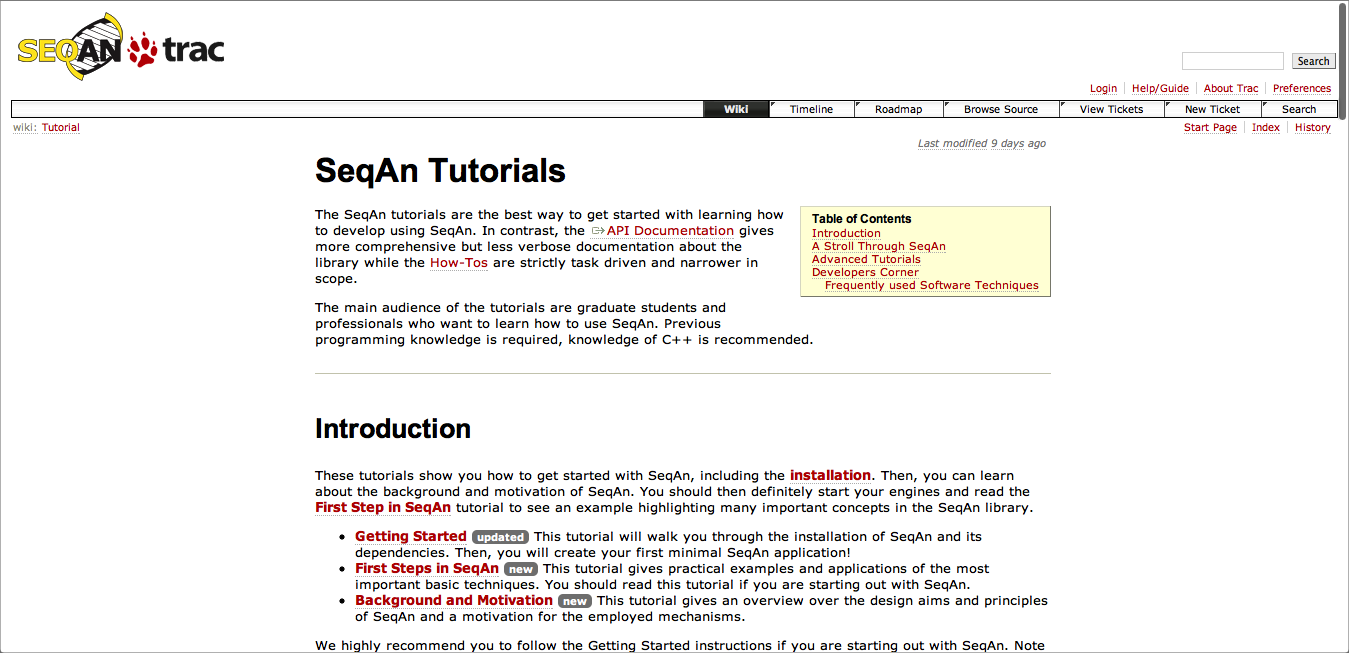 SEQAN trac
Search
Login Help/Guide About Trac Preferences
Wiki Timeline Roadmap Browse Source View Tickets New Ticket Search
wiki: Tutorial
Start Page Index History
Last modified 9 days ago
SeqAn Tutorials
The SeqAn tutorials are the best way to get started with learning how
to develop using SeqAn. In contrast, the API Documentation gives
more comprehensive but less verbose documentation about the
library while the How-Tos are strictly task driven and narrower in
scope.
Table of Contents
Introduction
A Stroll Through SeqAn
Advanced Tutorials
Developers Corner
Frequently used Software Techniques
The main audience of the tutorials are graduate students and
professionals who want to learn how to use SeqAn. Previous
programming knowledge is required, knowledge of C++ is recommended.
Introduction
These tutorials show you how to get started with SeqAn, including the installation. Then, you can learn
about the background and motivation of SeqAn. You should then definitely start your engines and read the
First Step in SeqAn tutorial to see an example highlighting many important concepts in the SeqAn library.
• Getting Started updated This tutorial will walk you through the installation of SeqAn and its
dependencies. Then, you will create your first minimal SeqAn application!
• First Steps in SeqAn new This tutorial gives practical examples and applications of the most
important basic techniques. You should read this tutorial if you are starting out with SeqAn.
• Background and Motivation new This tutorial gives an overview over the design aims and principles
of SeqAn and a motivation for the employed mechanisms.
We highly recommend you to follow the Getting Started instructions if you are starting out with SeqAn. Note